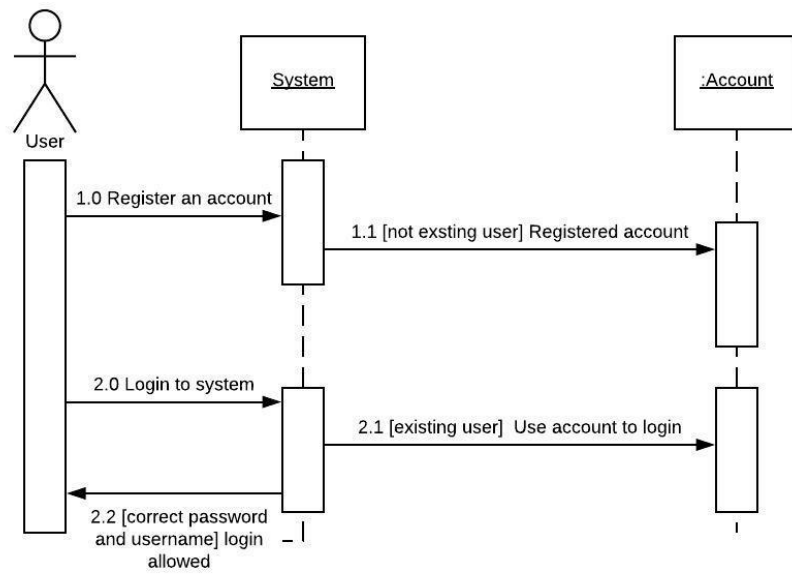 System
:Account
User
1.0 Register an account
1.1 [not exsting user] Registered account
2.0 Login to system
2.1 [existing user]  Use account to login
2.2 [correct password
and username] login
allowed